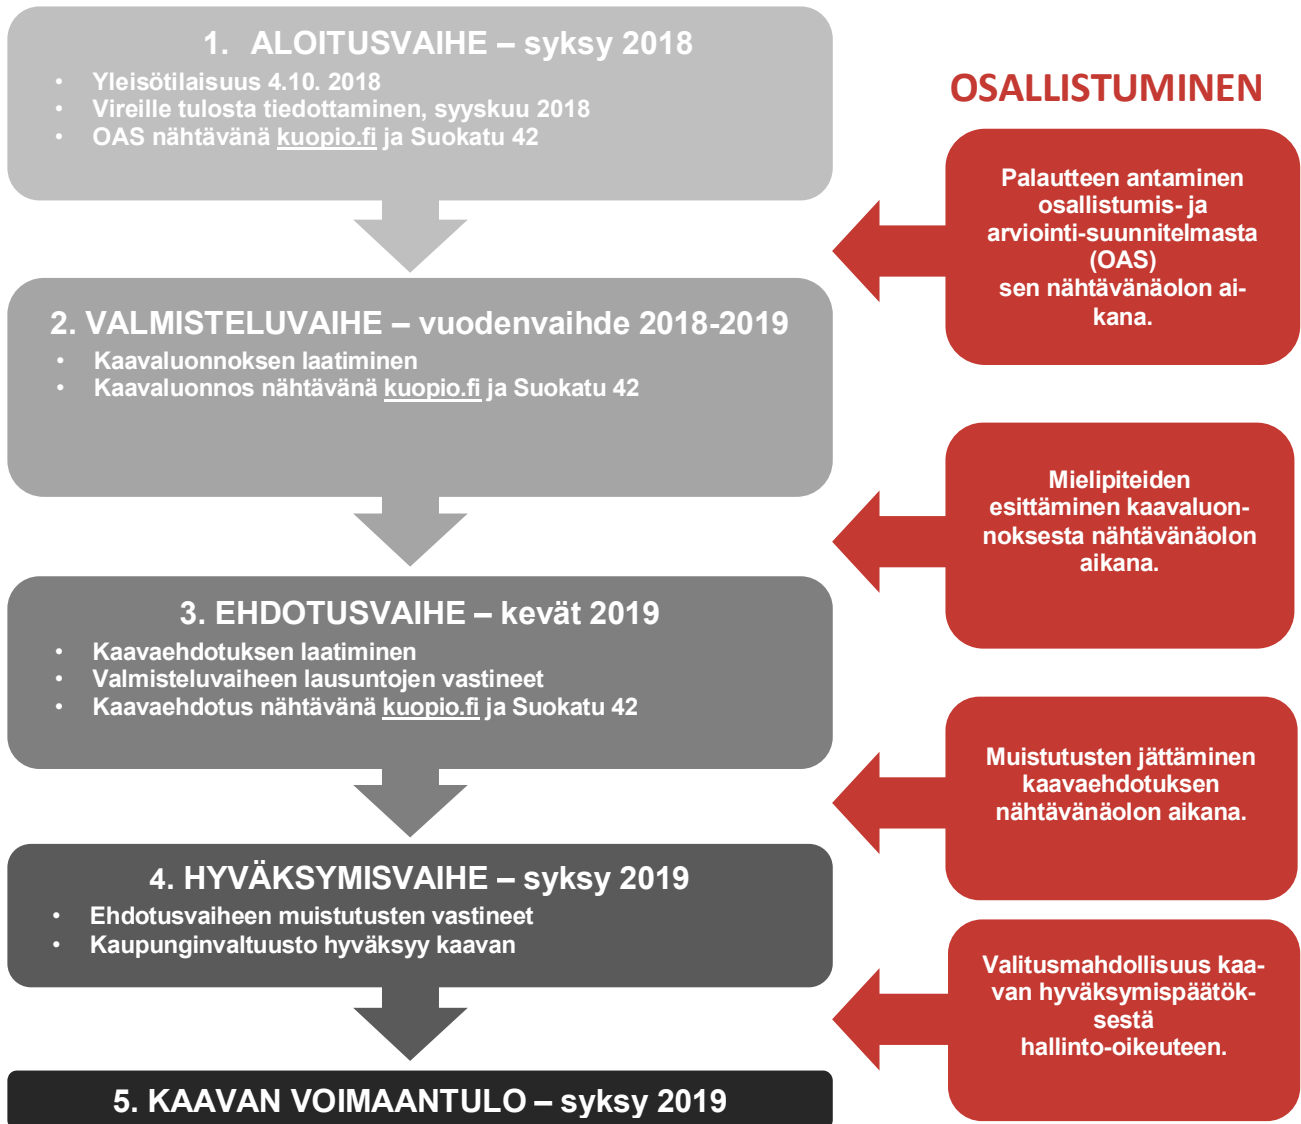 1. ALOITUSVAIHE – syksy 2018
• Yleisötilaisuus 4.10. 2018
• Vireille tulosta tiedottaminen, syyskuu 2018
• OAS nähtävänä kuopio.fi ja Suokatu 42
OSALLISTUMINEN
Palautteen antaminen
osallistumis- ja
arviointi-suunnitelmasta
(OAS)
sen nähtävänäolon ai-
kana.
2. VALMISTELUVAIHE – vuodenvaihde 2018-2019
• Kaavaluonnoksen laatiminen
• Kaavaluonnos nähtävänä kuopio.fi ja Suokatu 42
Mielipiteiden
esittäminen kaavaluon-
noksesta nähtävänäolon
aikana.
3. EHDOTUSVAIHE – kevät 2019
• Kaavaehdotuksen laatiminen
• Valmisteluvaiheen lausuntojen vastineet
• Kaavaehdotus nähtävänä kuopio.fi ja Suokatu 42
Muistutusten jättäminen
kaavaehdotuksen
nähtävänäolon aikana.
4. HYVÄKSYMISVAIHE – syksy 2019
• Ehdotusvaiheen muistutusten vastineet
• Kaupunginvaltuusto hyväksyy kaavan
Valitusmahdollisuus kaa-
van hyväksymispäätök-
sestä
hallinto-oikeuteen.
5. KAAVAN VOIMAANTULO – syksy 2019